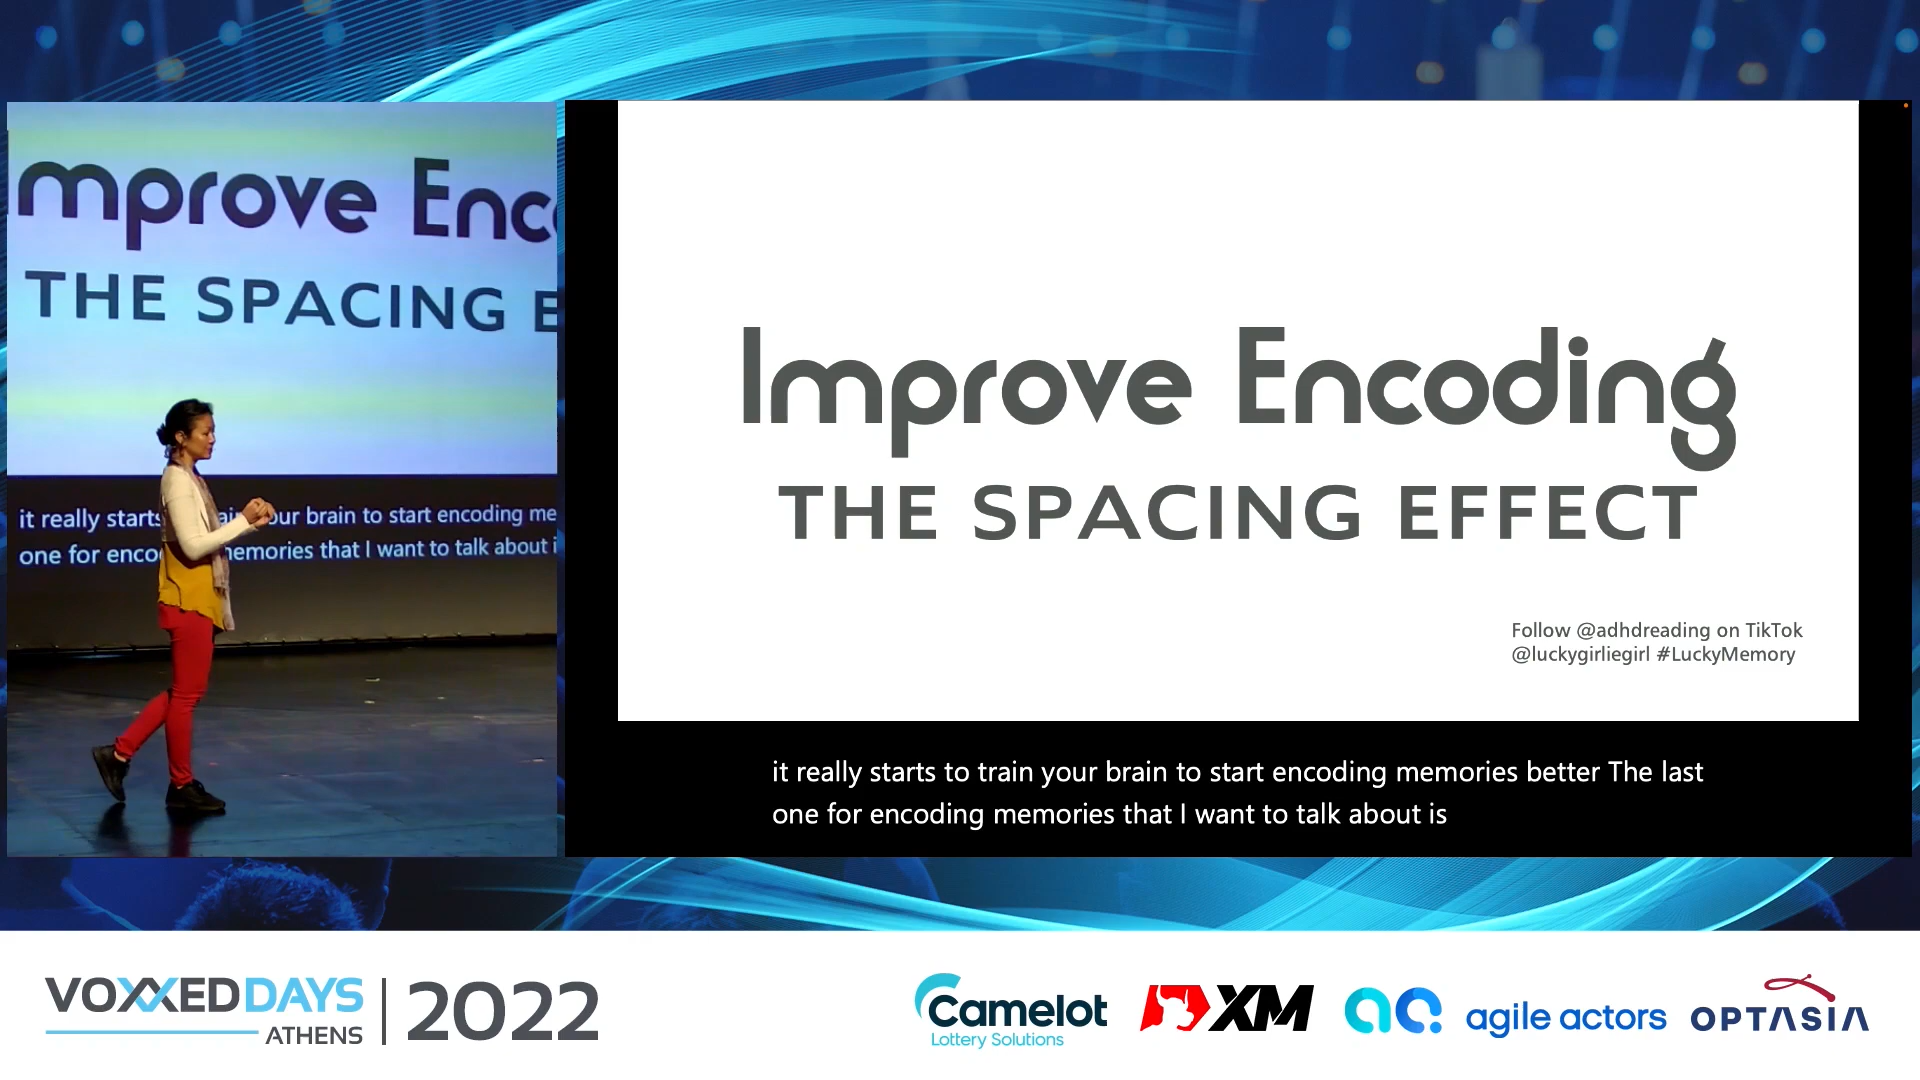 mprove Enc
THE SPACING E
it really starts your brain to start encoding me
one for memories that I want to talk about i
Improve Encoding
THE SPACING EFFECT
Follow @adhdreading on TikTok
@luckygirliegirl #LuckyMemory
it really starts to train your brain to start encoding memories better The last
one for encoding memories that I want to talk about is
VOXXEDDAYS
ATHENS
2022
Camelot
Lottery Solutions
XM
agile actors
OPTASIA